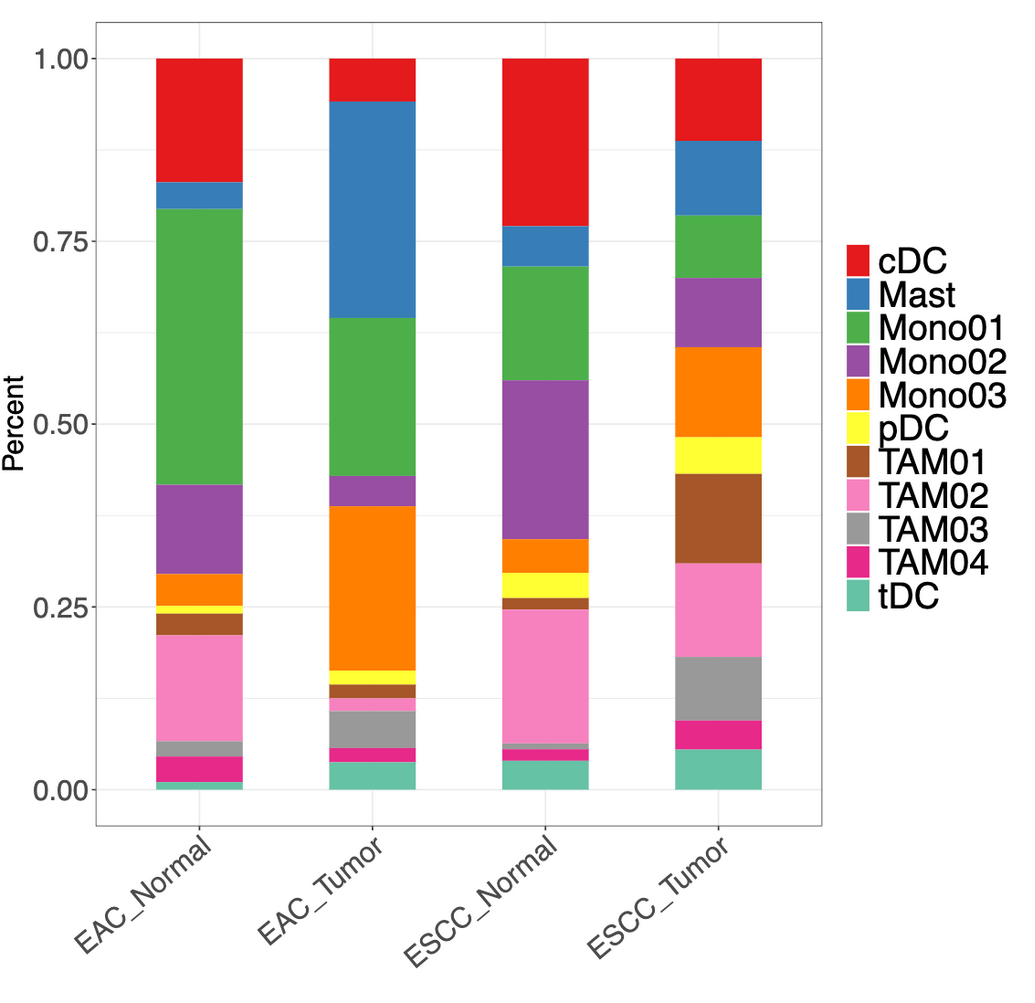 Percent
1.00
0.75
0.50
0.25
0.00
EAC_Normal
EAC_Tumor
ESCC_Normal
ESCC_Tumor
cDC
Mast
Mono01
Mono02
Mono03
pDC
TAM01
TAM02
TAM03
TAM04
tDC